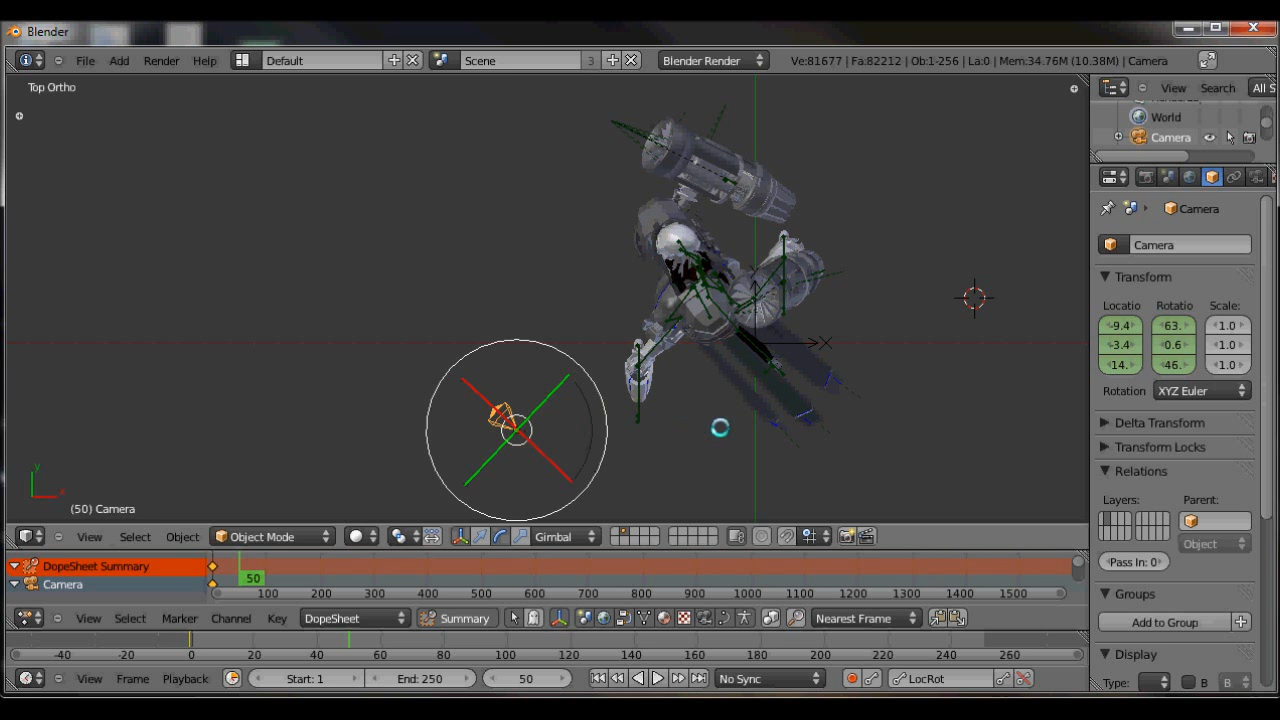 Blender
File Add Render Help Default Scene 3 Blender Render Ve:81677 | Fa:82212 | Ob:1-256 | La:0 | Mem:34.76M (10.38M) | Camera
Top Ortho
View Search All S
World
Camera
Camera
Camera
Transform
Locatio Rotatio Scale:
-9.4 63. 1.0
-3.4 0.6 1.0
14. 46. 1.0
Rotation XYZ Euler
Delta Transform
Transform Locks
Relations
Layers: Parent:
Object
Pass In: 0
Groups
Add to Group
Display
Type: B B
y
x
(50) Camera
View Select Object Object Mode Gimbal
DopeSheet Summary
Camera
50
100 200 300 400 500 600 700 800 900 1000 1100 1200 1300 1400 1500
View Select Marker Channel Key DopeSheet Summary Nearest Frame
-40 -20 0 20 40 60 80 100 120 140 160 180 200 220 240 260
View Frame Playback Start: 1 End: 250 50 No Sync LocRot